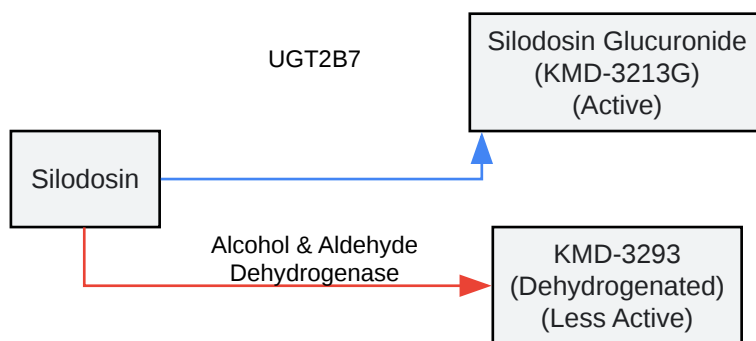 UGT2B7
Silodosin Glucuronide
(KMD-3213G)
(Active)
Silodosin
Alcohol & Aldehyde
Dehydrogenase
KMD-3293
(Dehydrogenated)
(Less Active)